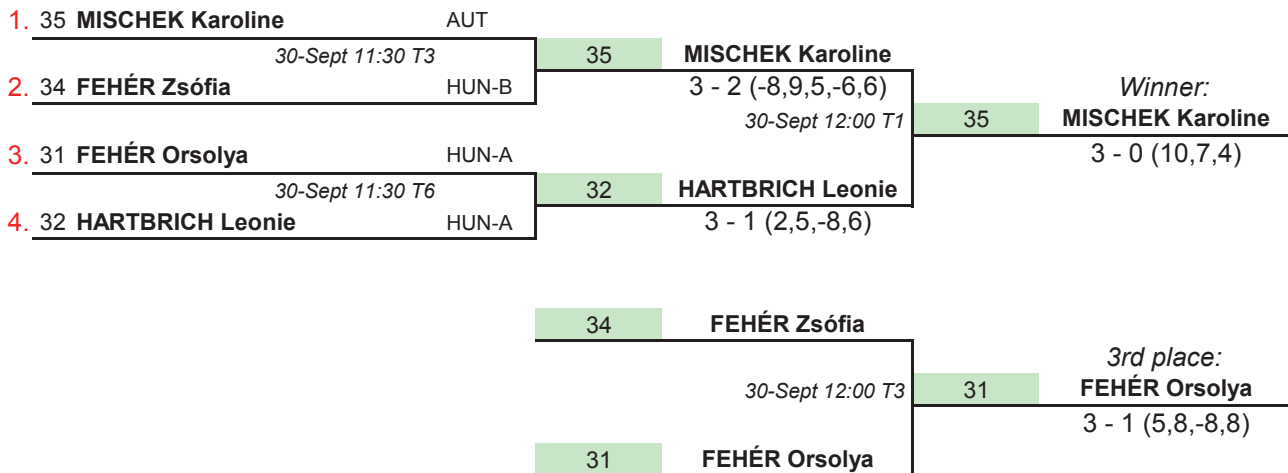 1. 35 MISCHEK Karoline AUT
30-Sept 11:30 T3 35 MISCHEK Karoline
2. 34 FEHÉR Zsófia HUN-B 3 - 2 (-8,9,5,-6,6) Winner:
30-Sept 12:00 T1 35 MISCHEK Karoline
3. 31 FEHÉR Orsolya HUN-A 3 - 0 (10,7,4)
30-Sept 11:30 T6 32 HARTBRICH Leonie
4. 32 HARTBRICH Leonie HUN-A 3 - 1 (2,5,-8,6)
34 FEHÉR Zsófia
3rd place:
30-Sept 12:00 T3 31 FEHÉR Orsolya
3 - 1 (5,8,-8,8)
31 FEHÉR Orsolya